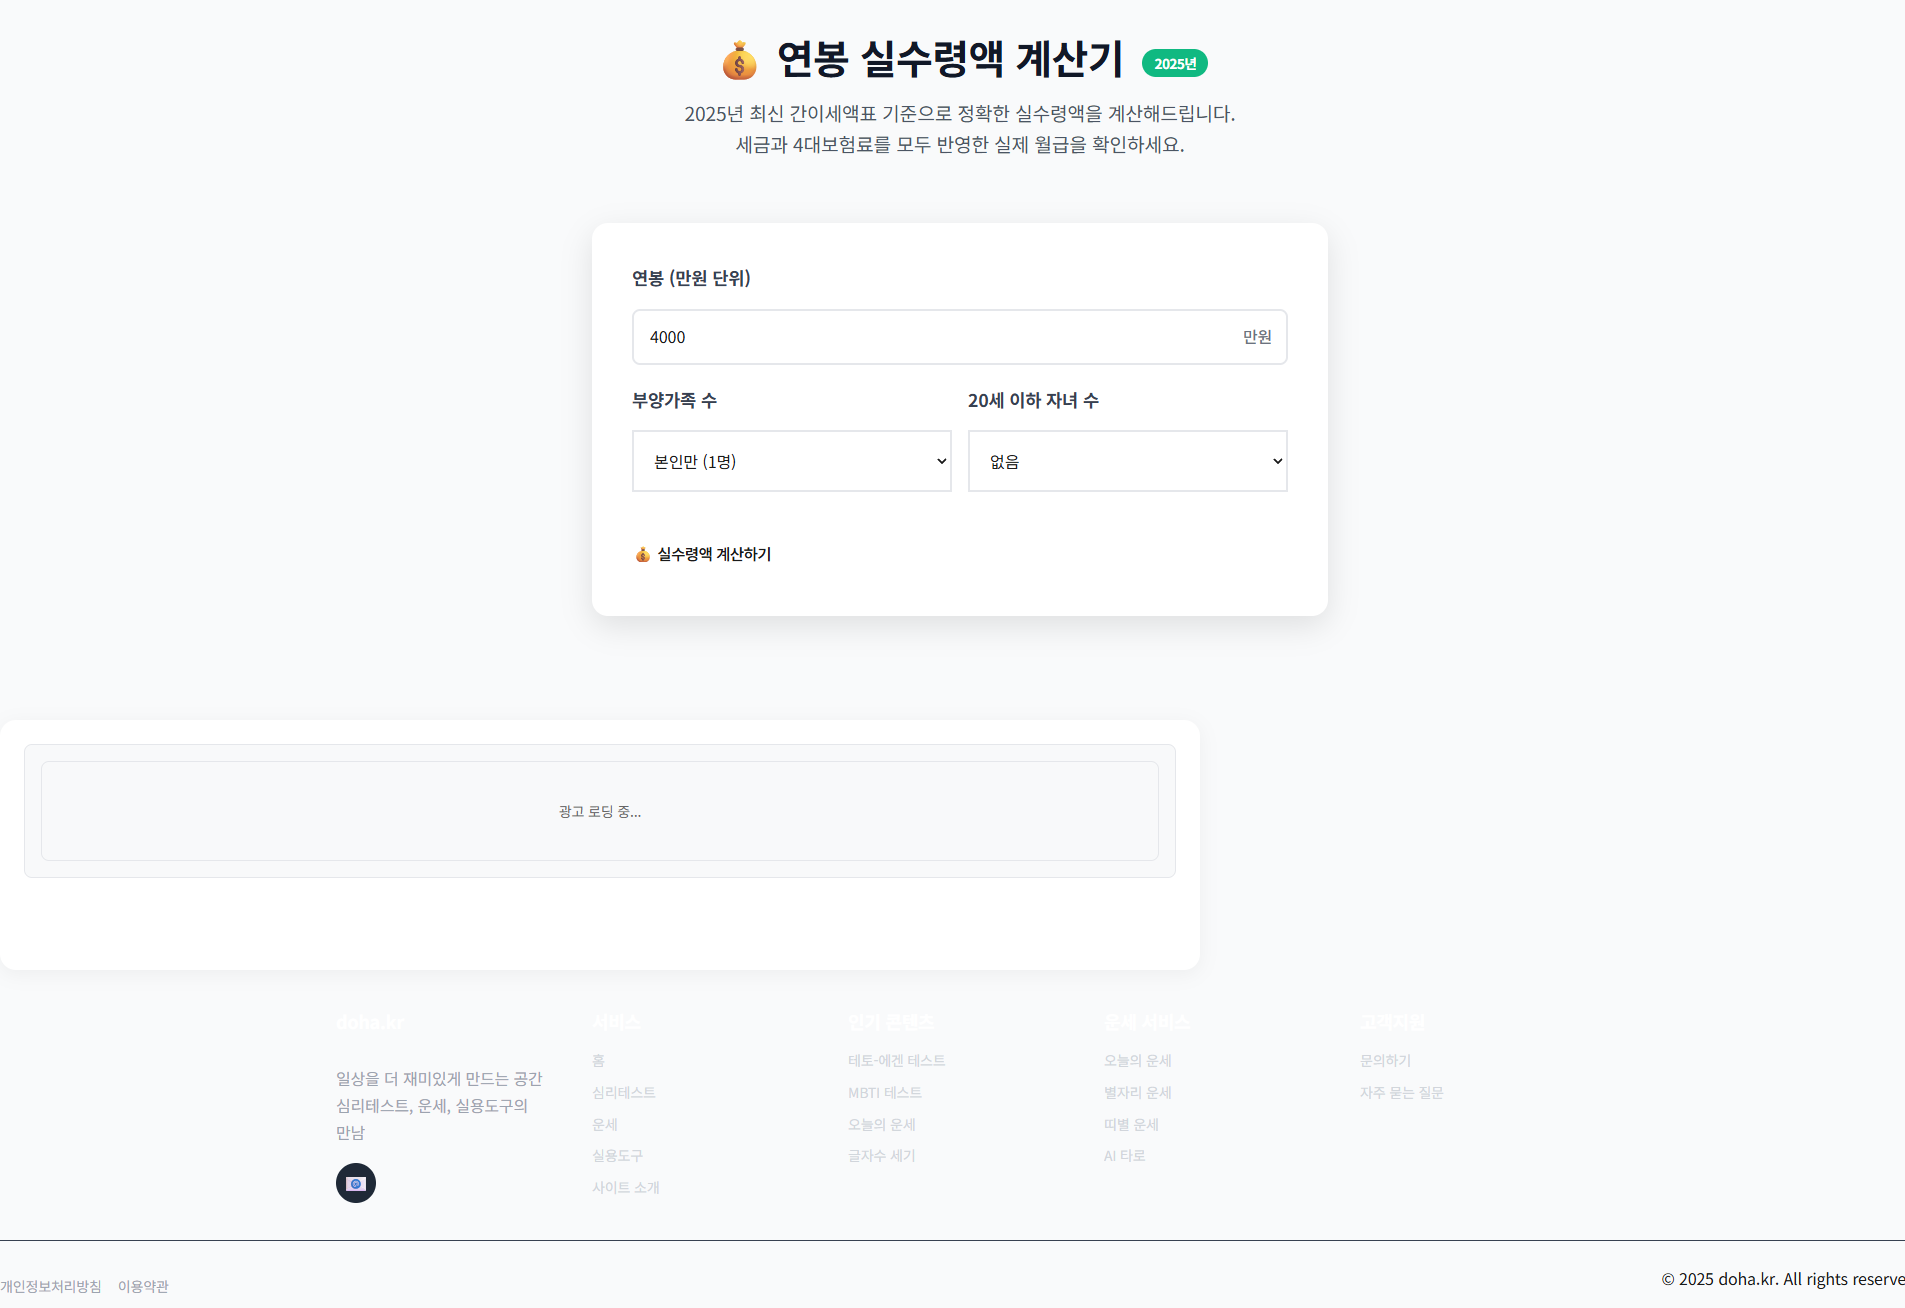 연봉 실수령액 계산기 2025년
2025년 최신 간이세액표 기준으로 정확한 실수령액을 계산해드립니다.
세금과 4대보험료를 모두 반영한 실제 월급을 확인하세요.
연봉 (만원 단위)
4000 만원
부양가족 수 20세 이하 자녀 수
본인만 (1명) 없음
실수령액 계산하기
광고 로딩 중...
doha.kr
일상을 더 재미있게 만드는 공간
심리테스트, 운세, 실용도구의
만남
서비스
홈
심리테스트
운세
실용도구
사이트 소개
인기 콘텐츠
테토-에겐 테스트
MBTI 테스트
오늘의 운세
글자수 세기
운세 서비스
오늘의 운세
별자리 운세
띠별 운세
AI 타로
고객지원
문의하기
자주 묻는 질문
개인정보처리방침 이용약관
© 2025 doha.kr. All rights reserve